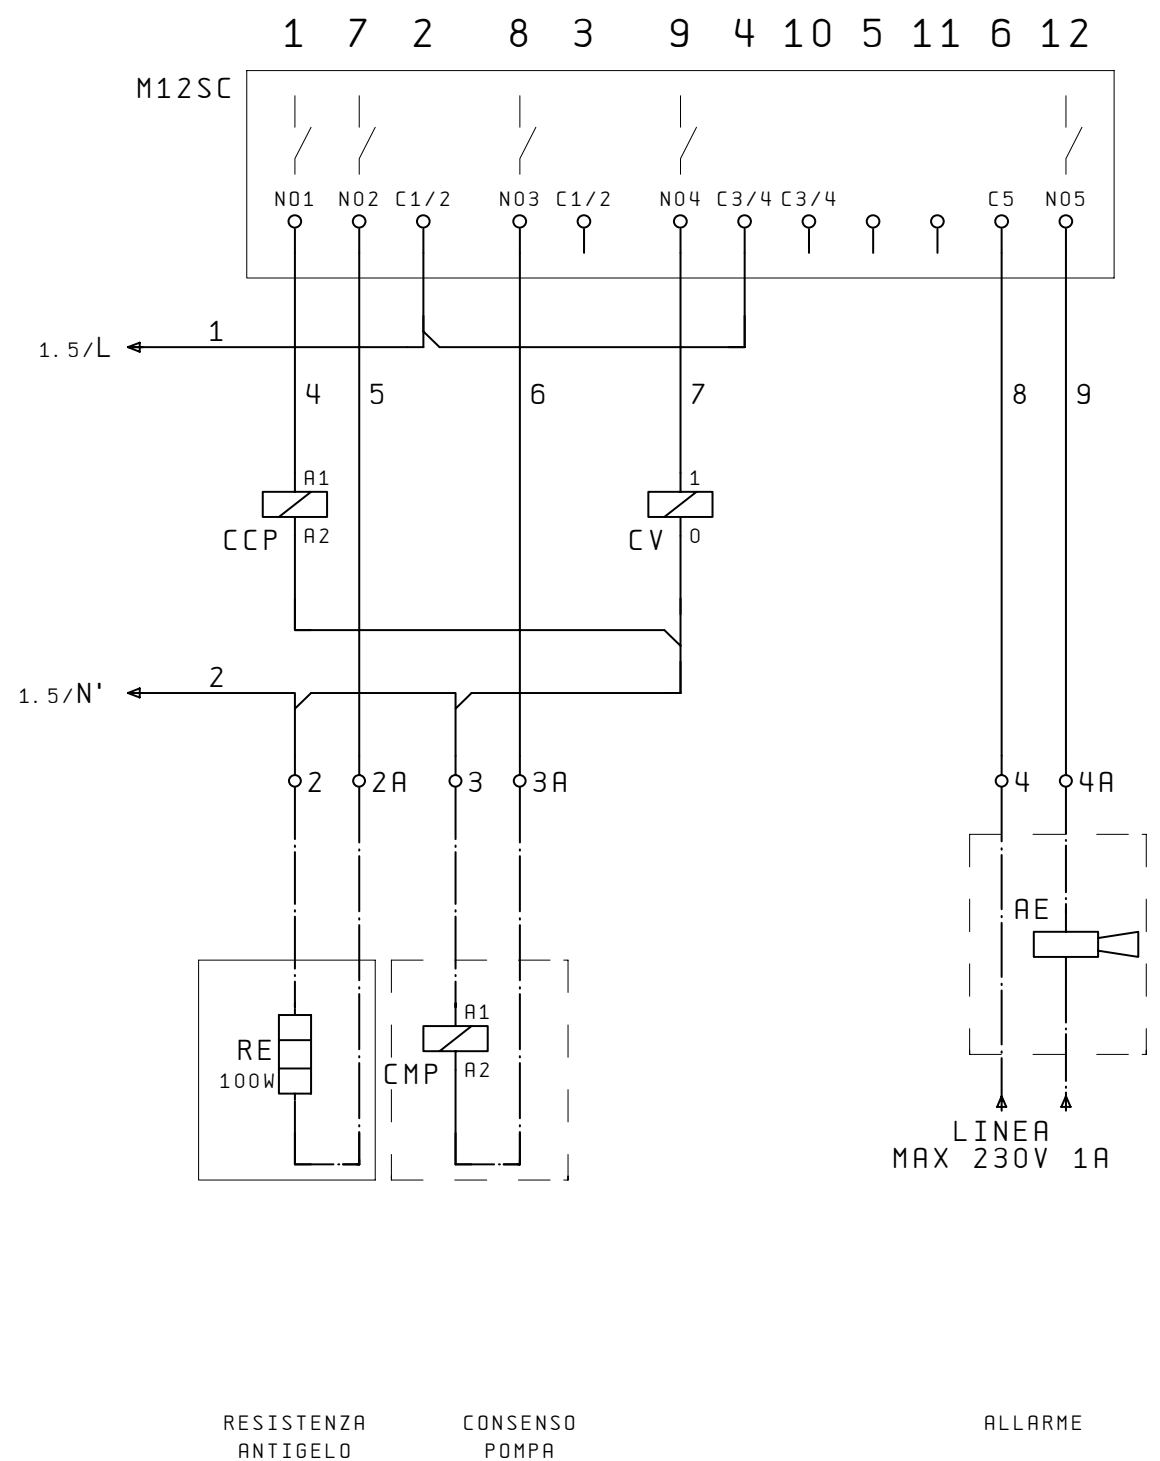 1 7 2 8 3 9 4 10 5 11 6 12
M12SC
NO1 NO2 C1/2 NO3 C1/2 NO4 C3/4 C3/4 C5 NO5
1
1.5/L
4 5 6 7 8 9
A1 1
CCP A2 CV 0
2
1.5/N'
2 2A 3 3A 4 4A
AE
A1
RE
100W
CMP A2
LINEA
MAX 230V 1A
RESISTENZA CONSENSO ALLARME
ANTIGELO POMPA